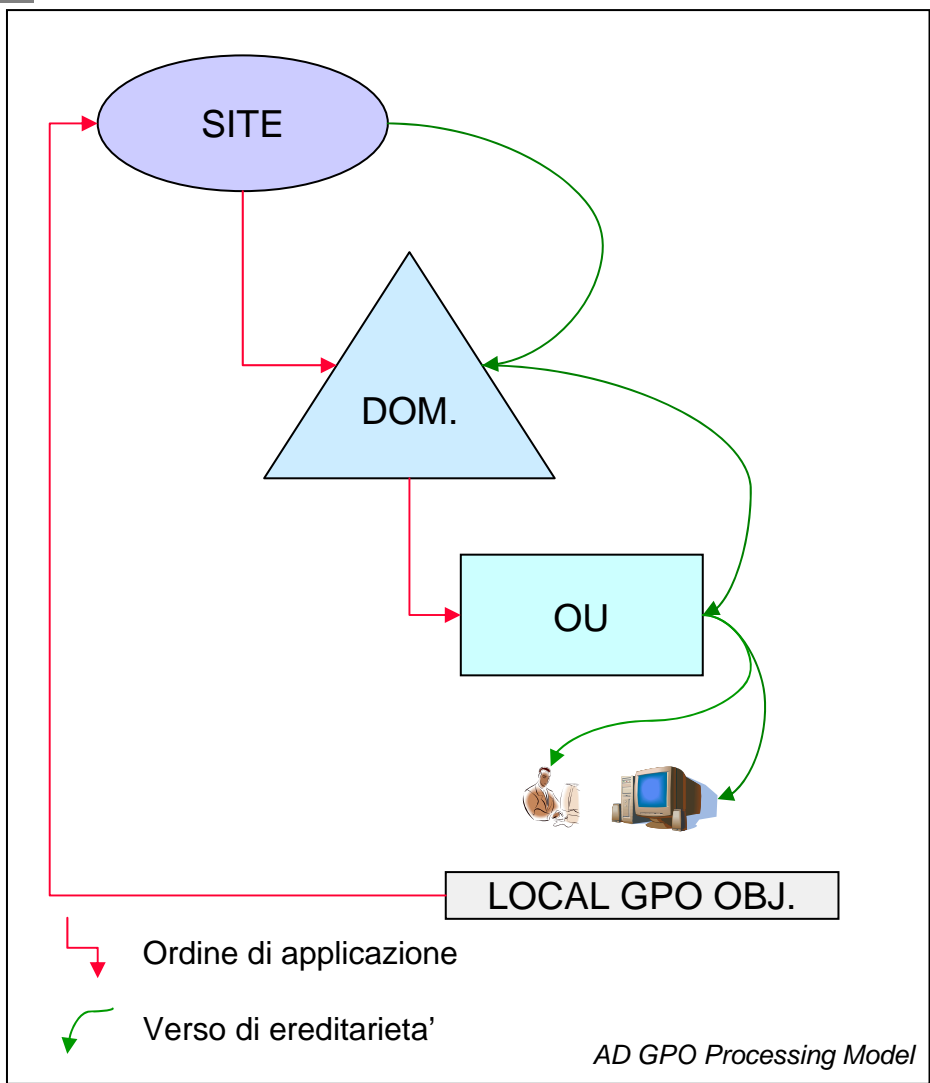 SITE
DOM.
OU
LOCAL GPO OBJ.
Ordine di applicazione
Verso di ereditarieta’
AD GPO Processing Model